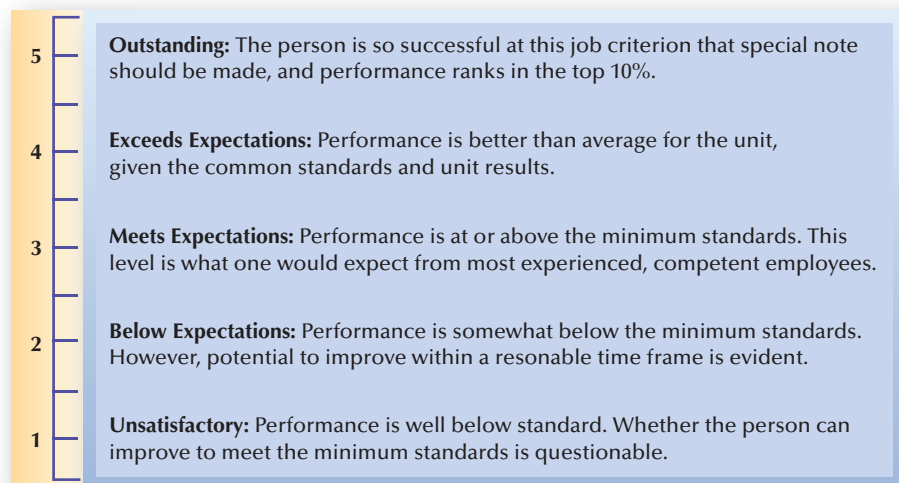 5
Outstanding: The person is so successful at this job criterion that special note
should be made, and performance ranks in the top 10%.
4
Exceeds Expectations: Performance is better than average for the unit,
given the common standards and unit results.
3
Meets Expectations: Performance is at or above the minimum standards. This
level is what one would expect from most experienced, competent employees.
2
Below Expectations: Performance is somewhat below the minimum standards.
However, potential to improve within a resonable time frame is evident.
1
Unsatisfactory: Performance is well below standard. Whether the person can
improve to meet the minimum standards is questionable.